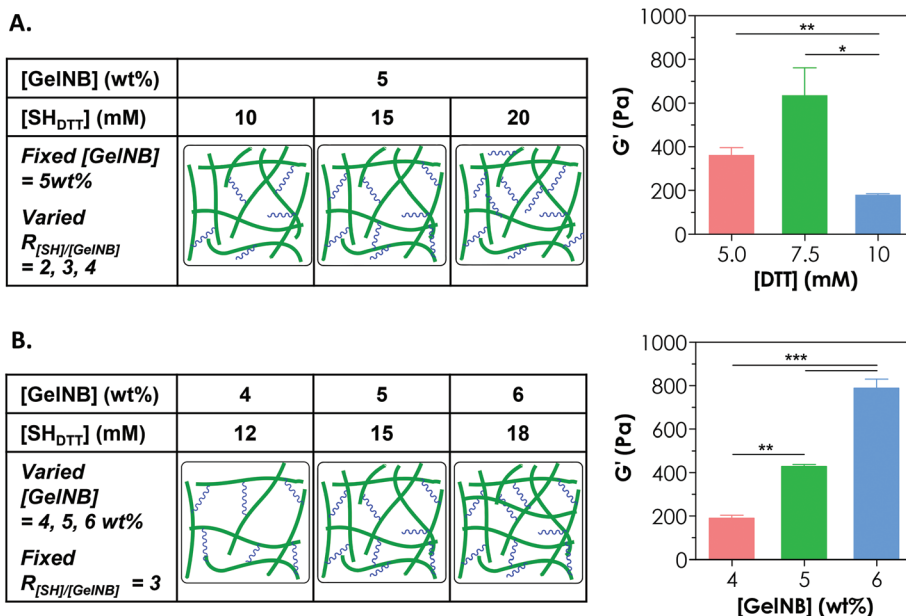 A.
[GelNB] (wt%) 5
[SH_DTT] (mM) 10 15 20
Fixed [GelNB]
= 5wt%
Varied
R_[SH]/[GelNB]
= 2, 3, 4
G' (Pa)
1000
800
600
400
200
0
**
*
5.0 7.5 10
[DTT] (mM)
B.
[GelNB] (wt%) 4 5 6
[SH_DTT] (mM) 12 15 18
Varied
[GelNB]
= 4, 5, 6 wt%
Fixed
R_[SH]/[GelNB] = 3
G' (Pa)
1000
800
600
400
200
0
***
**
4 5 6
[GelNB] (wt%)